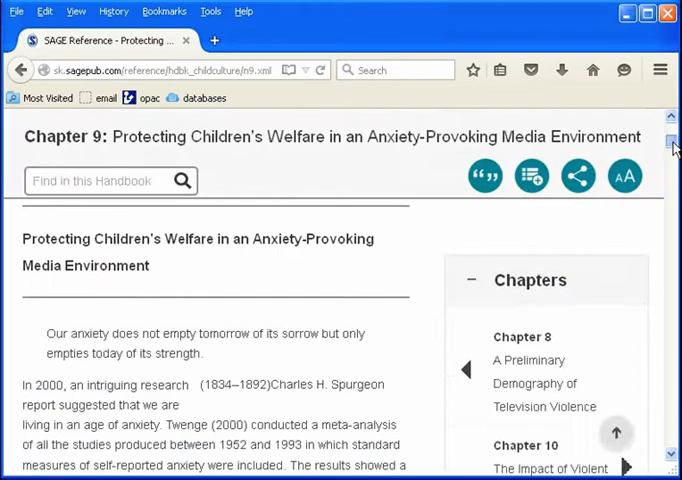 File Edit View History Bookmarks Tools Help
SAGE Reference - Protecting ...
sk.sagepub.com/reference/hdbk_childculture/n9.xml Search
Most Visited email opac databases
Chapter 9: Protecting Children's Welfare in an Anxiety-Provoking Media Environment
Find in this Handbook
AA
Protecting Children's Welfare in an Anxiety-Provoking
Media Environment
Our anxiety does not empty tomorrow of its sorrow but only
empties today of its strength.
In 2000, an intriguing research (1834–1892)Charles H. Spurgeon
report suggested that we are
living in an age of anxiety. Twenge (2000) conducted a meta-analysis
of all the studies produced between 1952 and 1993 in which standard
measures of self-reported anxiety were included. The results showed a
Chapters
Chapter 8
A Preliminary
Demography of
Television Violence
Chapter 10
The Impact of Violent